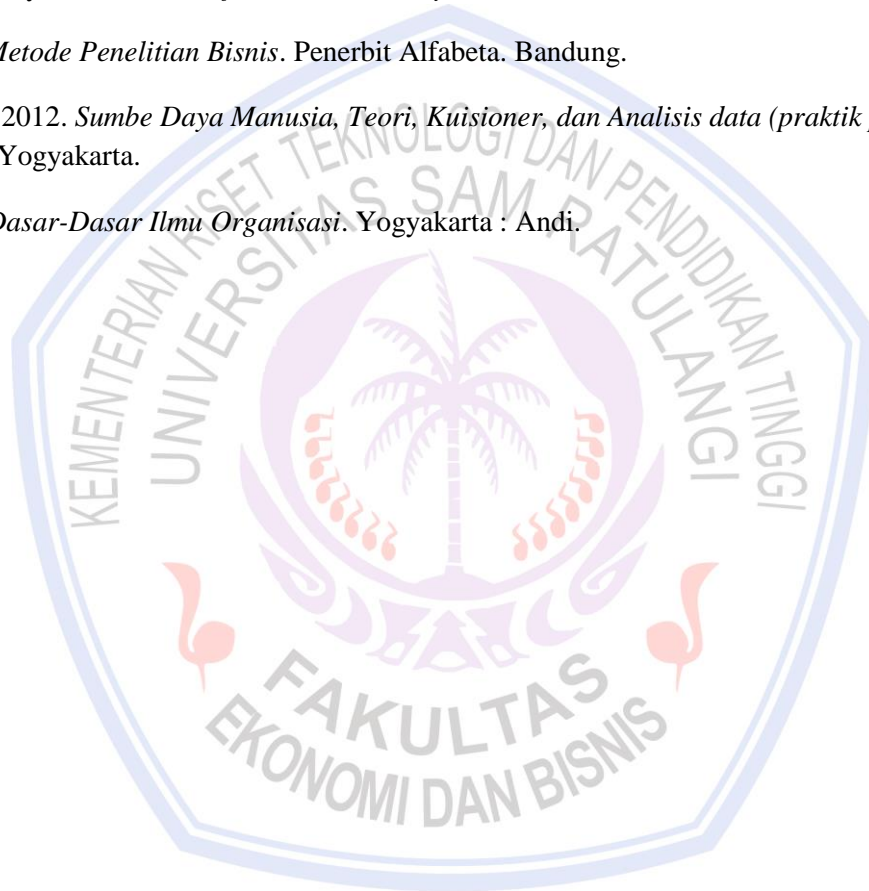 Metode Penelitian Bisnis. Penerbit Alfabeta. Bandung.
2012. Sumbe Daya Manusia, Teori, Kuisioner, dan Analisis data (praktik
Yogyakarta.
Dasar-Dasar Ilmu Organisasi. Yogyakarta : Andi.
KEMENTERIAN RISET TEKNOLOGI DAN PENDIDIKAN TINGGI
UNIVERSITAS SAM RATULANGI
FAKULTAS
EKONOMI DAN BISNIS